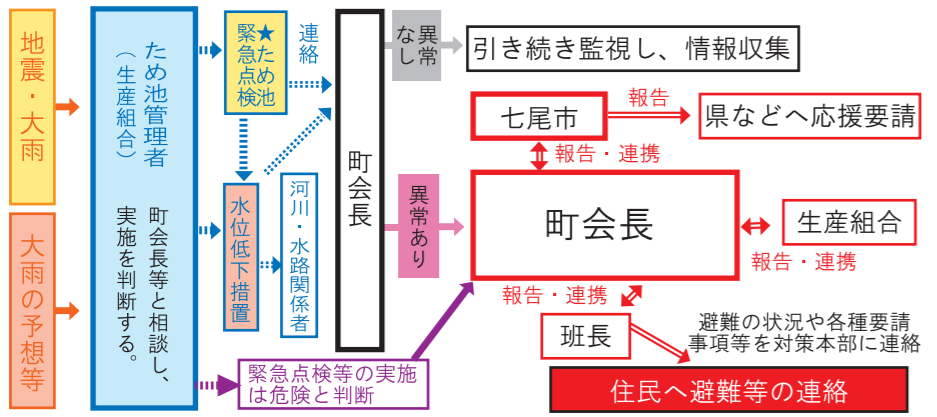 地震・大雨
大雨の予想等
ため池管理者
（生産組合）
町会長等と相談し、
実施を判断する。
★ため池
緊急点検
連絡
水位低下措置
河川・水路関係者
緊急点検等の実施
は危険と判断
町会長
異常
なし
引き続き監視し、情報収集
異常あり
七尾市
報告
県などへ応援要請
報告・連携
町会長
生産組合
報告・連携
報告・連携
班長
避難の状況や各種要請
事項等を対策本部に連絡
住民へ避難等の連絡